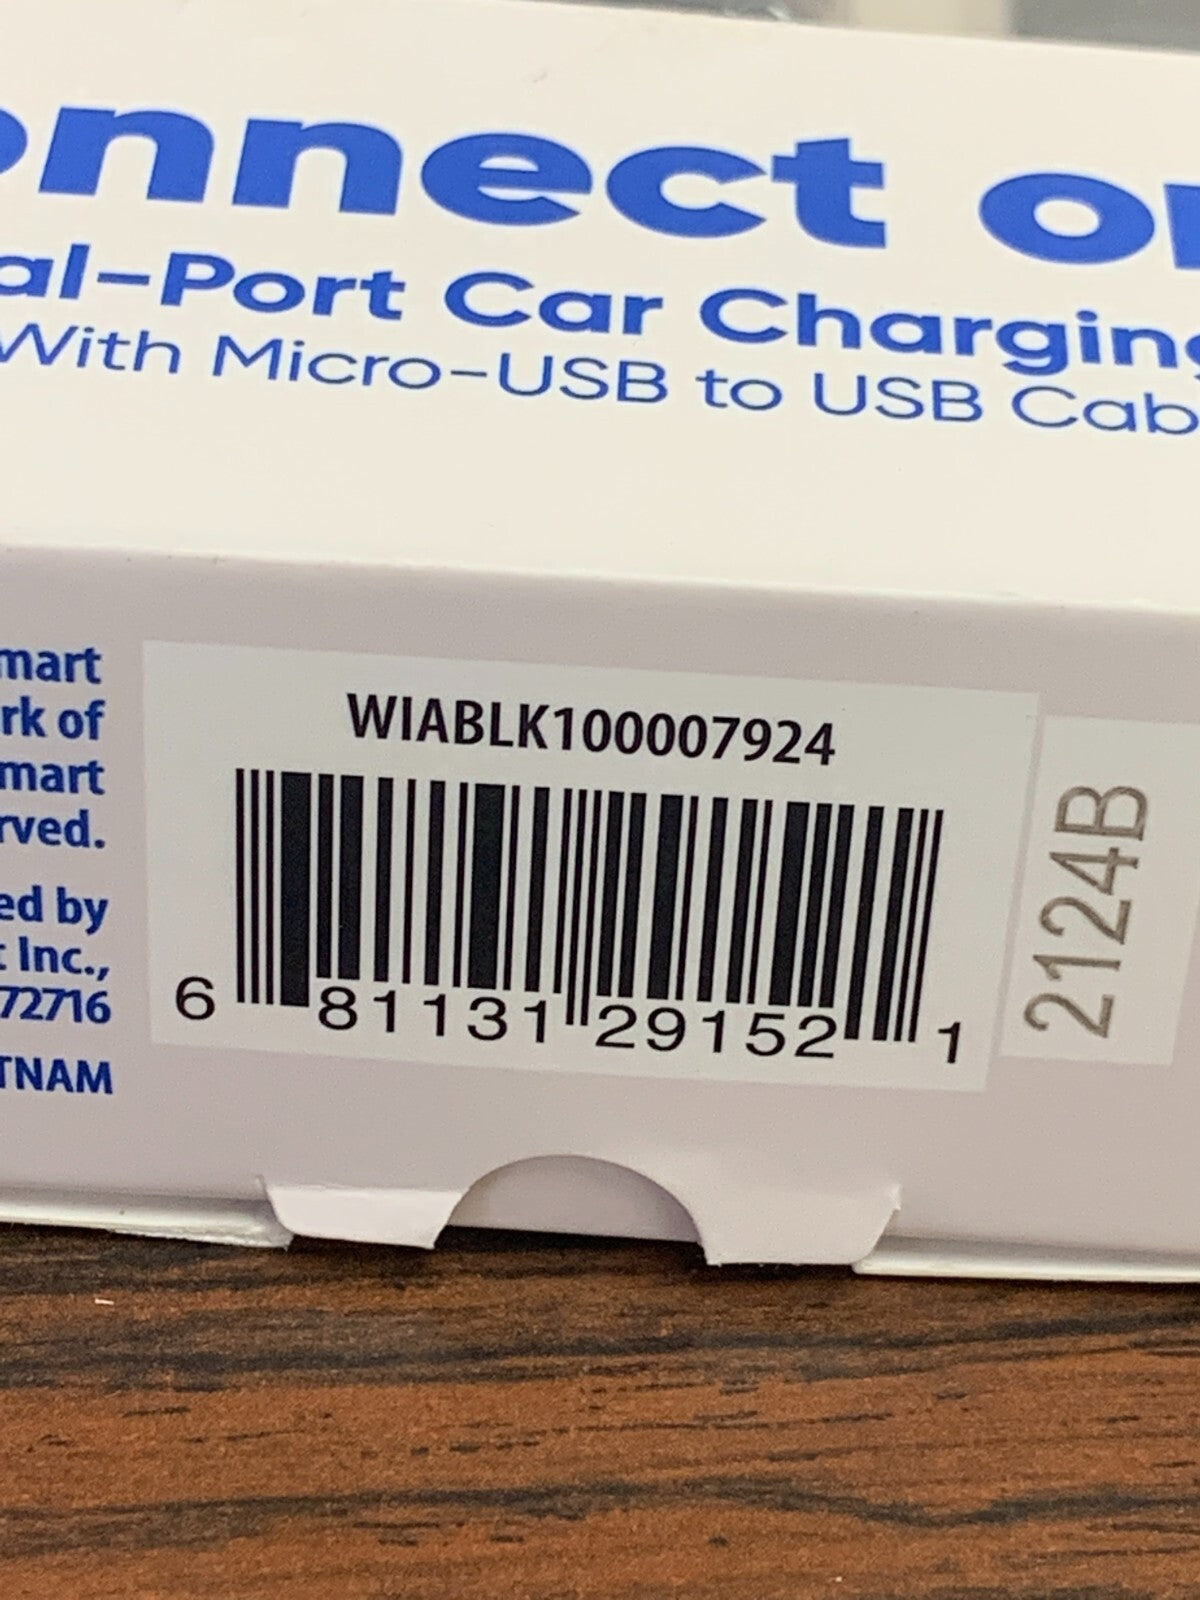 onnect on
al-Port Car Charging
With Micro-USB to USB Cab
mart
rk of
mart
rved.
ed by
t Inc.,
72716
TNAM
WIABLK100007924
6 81131 29152 1
2124B